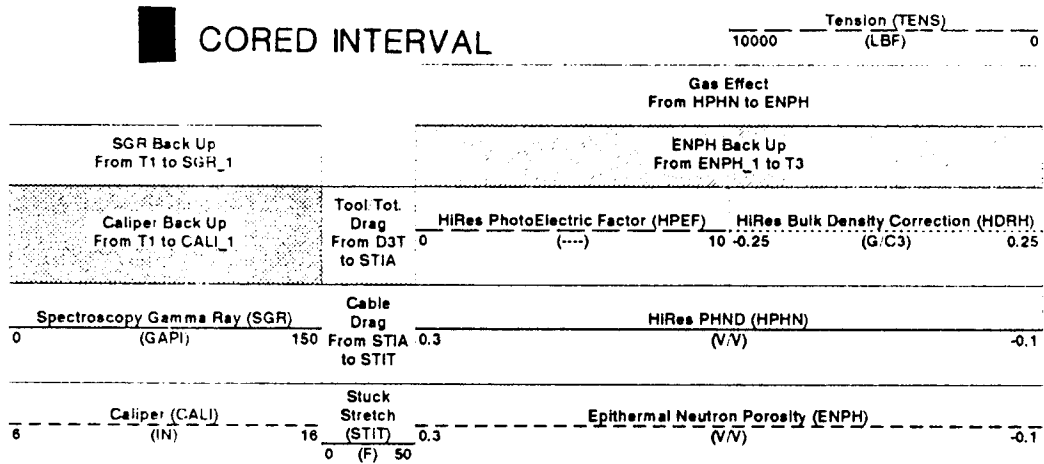 CORED INTERVAL
Tension (TENS)
10000 (LBF) 0
Gas Effect
From HPHN to ENPH
SGR Back Up
From T1 to SGR_1
ENPH Back Up
From ENPH_1 to T3
Caliper Back Up
From T1 to CALI_1
Tool Tot.
Drag
From D3T
to STIA
HiRes PhotoElectric Factor (HPEF)
0 (----) 10
HiRes Bulk Density Correction (HDRH)
-0.25 (G/C3) 0.25
Spectroscopy Gamma Ray (SGR)
0 (GAPI) 150
Cable
Drag
From STIA
to STIT
HiRes PHND (HPHN)
0.3 (V/V) -0.1
Caliper (CALI)
6 (IN) 16
Stuck
Stretch
(STIT)
0 (F) 50
Epithermal Neutron Porosity (ENPH)
0.3 (V/V) -0.1